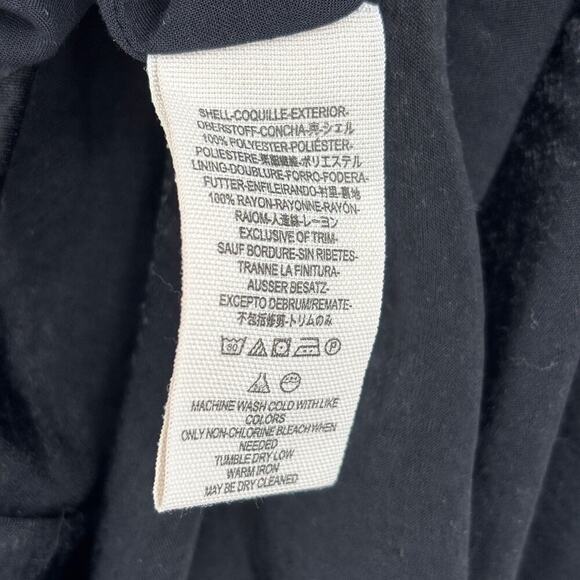 SHELL-COQUILLE-EXTERIOR-
OBERSTOFF-CONCHA-壳-シェル
100% POLYESTER-POLIÉSTER-
POLIESTERE-聚酯纖維-ポリエステル
LINING-DOUBLURE-FORRO-FODERA-
FUTTER-ENFILEIRANDO-村里-裏地
100% RAYON-RAYONNE-RAYÓN-
RAIOM-人造絲-レーヨン
EXCLUSIVE OF TRIM-
SAUF BORDURE-SIN RIBETES-
TRANNE LA FINITURA-
AUSSER BESATZ-
EXCEPTO DEBRUM/REMATE-
不包括修剪-トリムのみ
30 P
MACHINE WASH COLD WITH LIKE
COLORS
ONLY NON-CHLORINE BLEACH WHEN
NEEDED
TUMBLE DRY LOW
WARM IRON
MAY BE DRY CLEANED